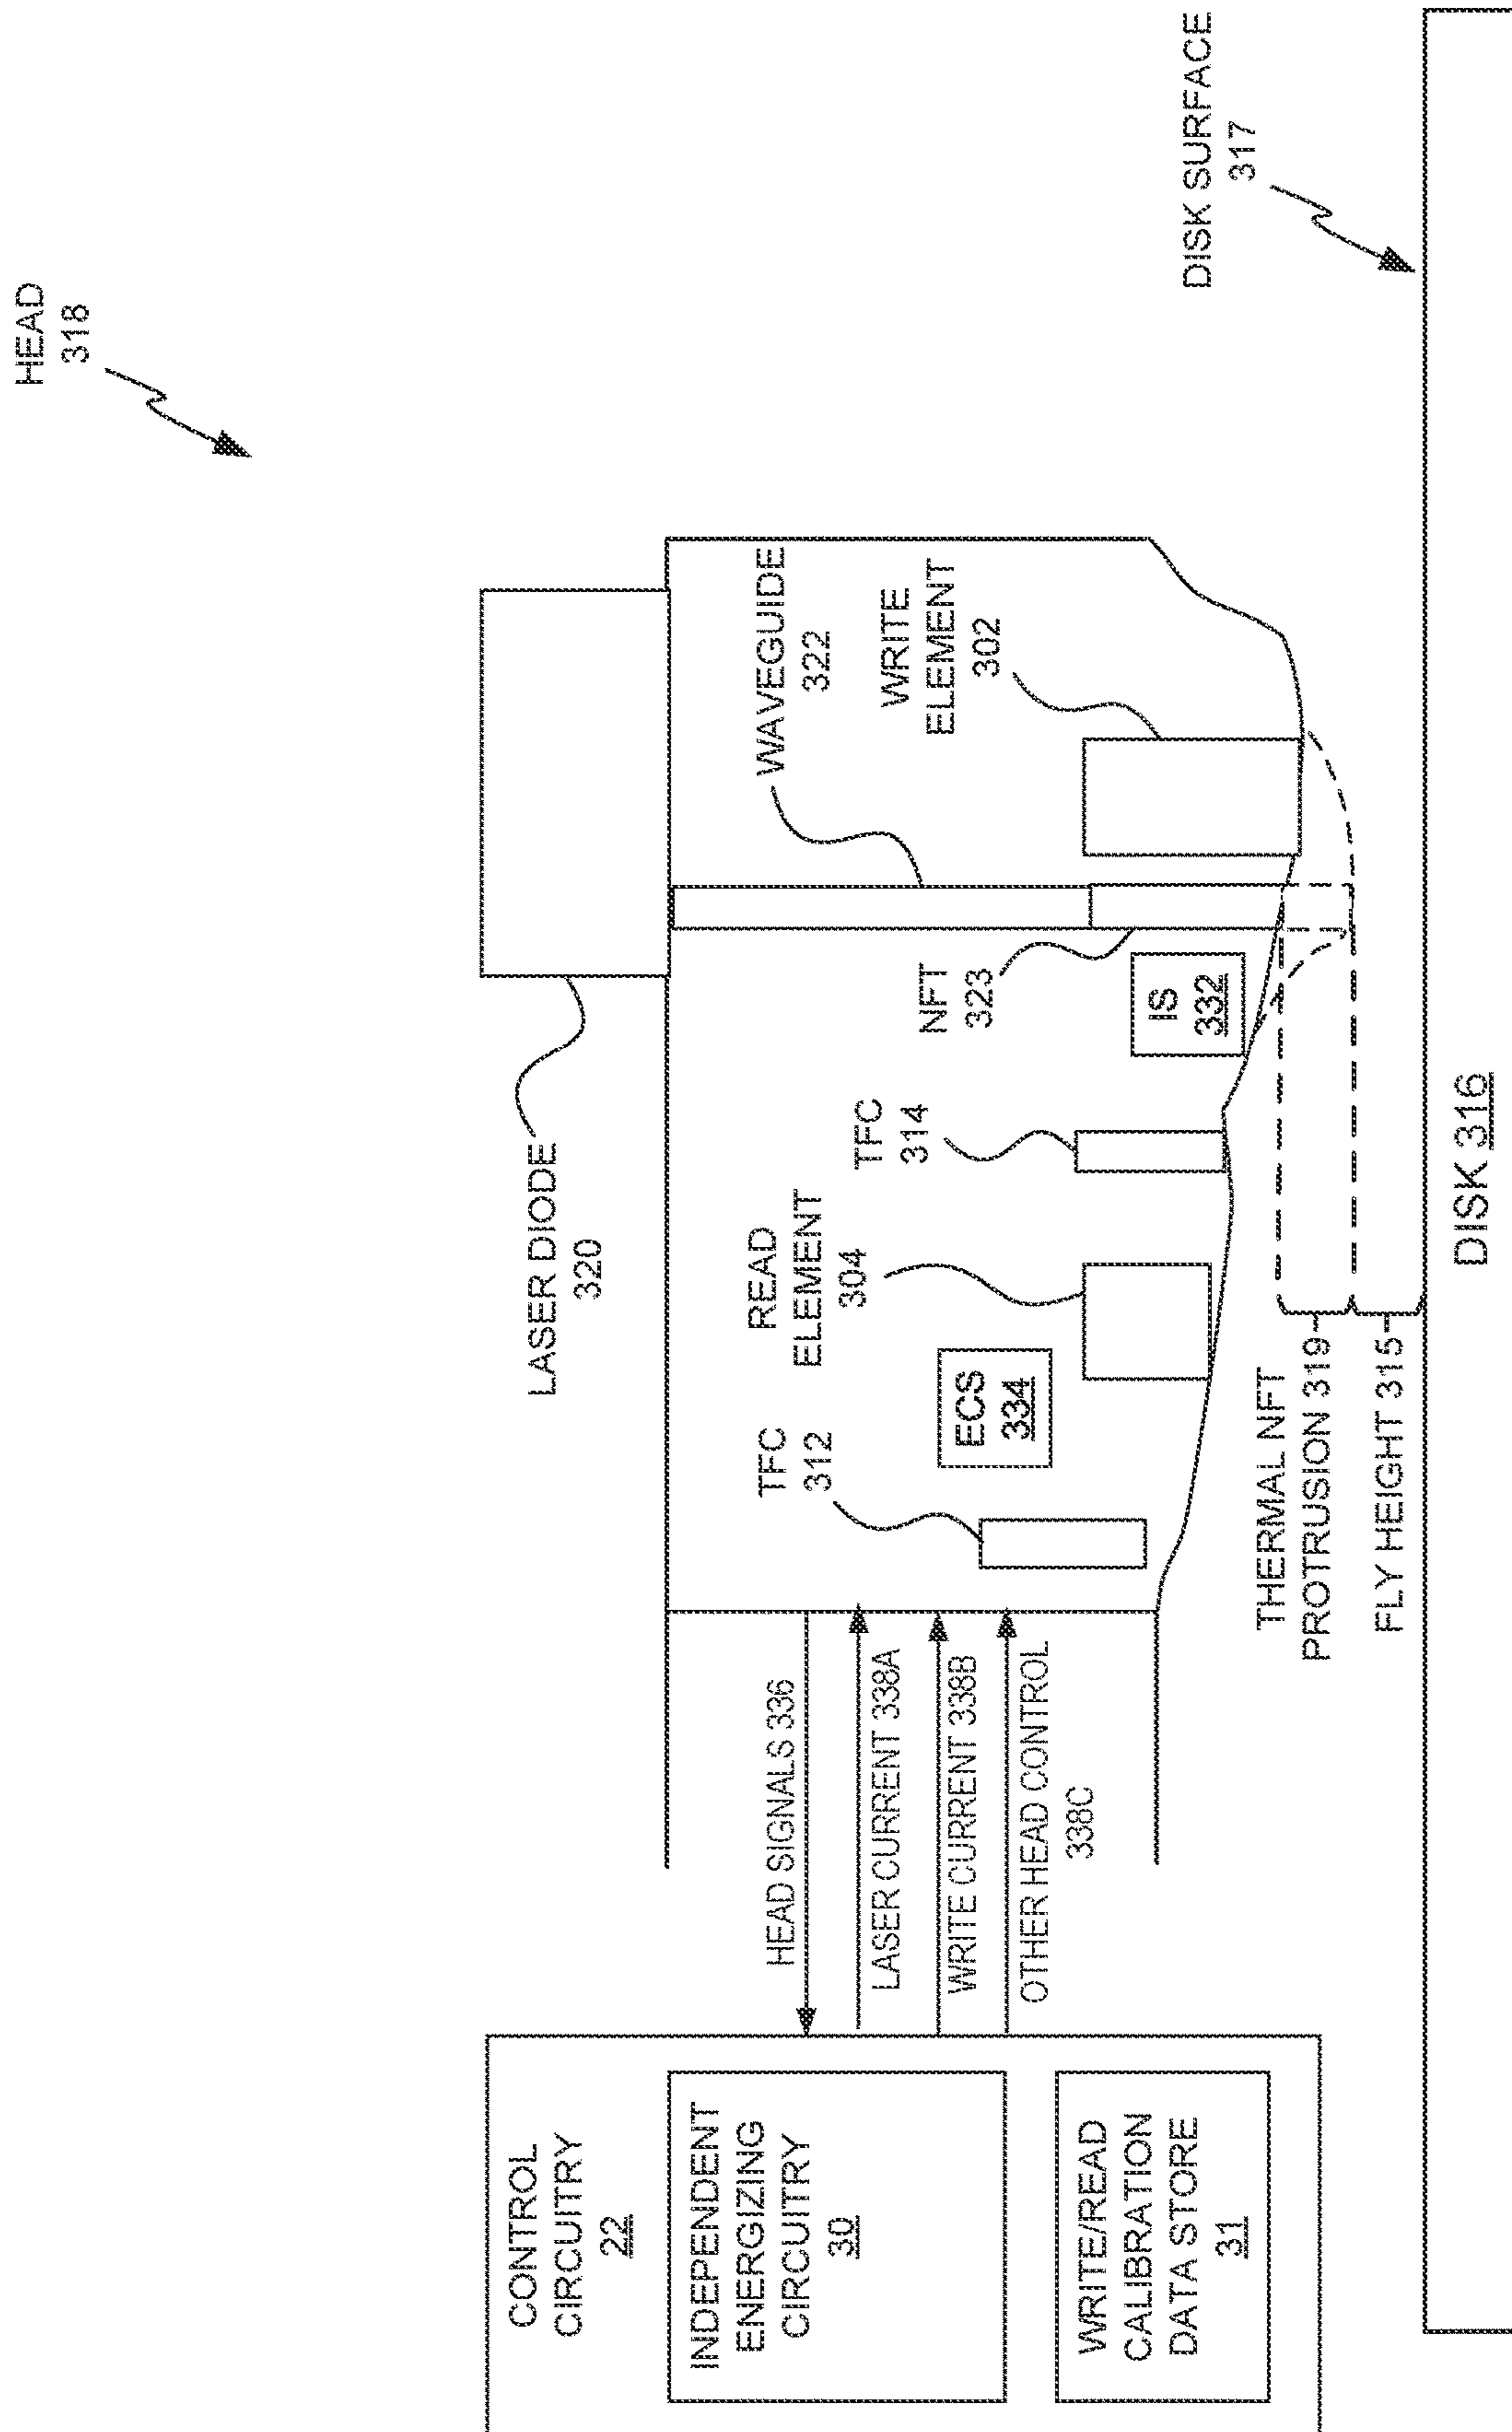 HEAD
318
LASER DIODE
320
WAVEGUIDE
322
WRITE
ELEMENT
302
NFT
323
IS
332
TFC
314
READ
ELEMENT
304
ECS
334
TFC
312
HEAD SIGNALS 336
LASER CURRENT 338A
WRITE CURRENT 338B
OTHER HEAD CONTROL
338C
CONTROL
CIRCUITRY
22
INDEPENDENT
ENERGIZING
CIRCUITRY
30
WRITE/READ
CALIBRATION
DATA STORE
31
THERMAL NFT
PROTRUSION 319
FLY HEIGHT 315
DISK SURFACE
317
DISK 316